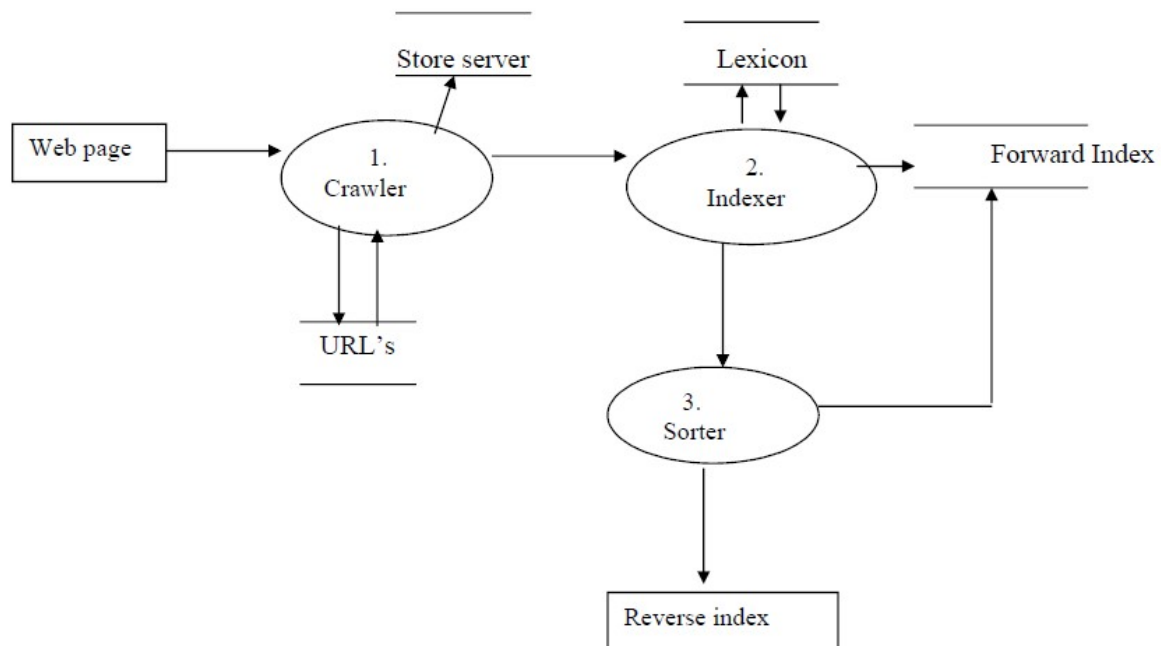 Store server
Lexicon
Web page
1.
Crawler
2.
Indexer
Forward Index
URL’s
3.
Sorter
Reverse index